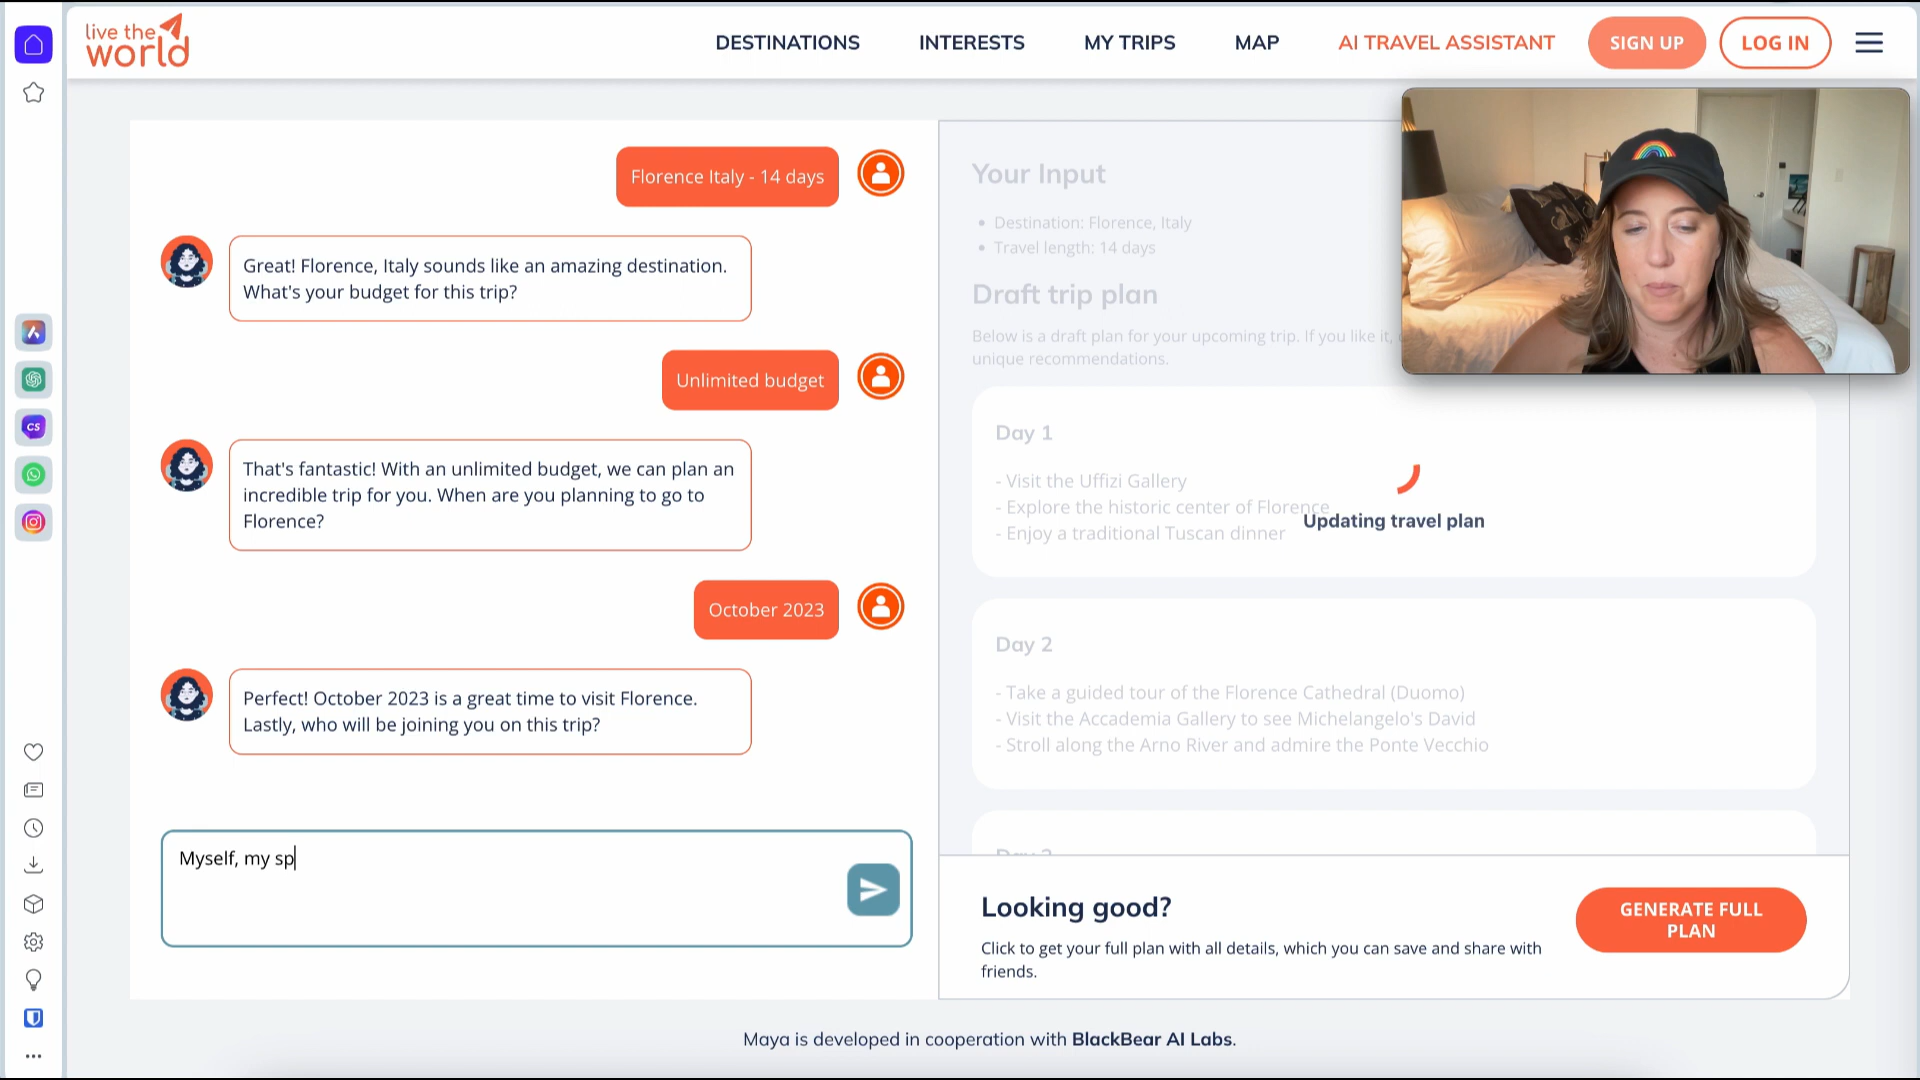 live the
world
DESTINATIONS
INTERESTS
MY TRIPS
MAP
AI TRAVEL ASSISTANT
SIGN UP
LOG IN
CS
Florence Italy - 14 days
Great! Florence, Italy sounds like an amazing destination.
What's your budget for this trip?
Unlimited budget
That's fantastic! With an unlimited budget, we can plan an
incredible trip for you. When are you planning to go to
Florence?
October 2023
Perfect! October 2023 is a great time to visit Florence.
Lastly, who will be joining you on this trip?
Myself, my sp
Your Input
• Destination: Florence, Italy
• Travel length: 14 days
Draft trip plan
Below is a draft plan for your upcoming trip. If you like it,
unique recommendations.
Day 1
- Visit the Uffizi Gallery
- Explore the historic center of Florence
- Enjoy a traditional Tuscan dinner
Updating travel plan
Day 2
- Take a guided tour of the Florence Cathedral (Duomo)
- Visit the Accademia Gallery to see Michelangelo's David
- Stroll along the Arno River and admire the Ponte Vecchio
Looking good?
Click to get your full plan with all details, which you can save and share with
friends.
GENERATE FULL
PLAN
Maya is developed in cooperation with BlackBear AI Labs.